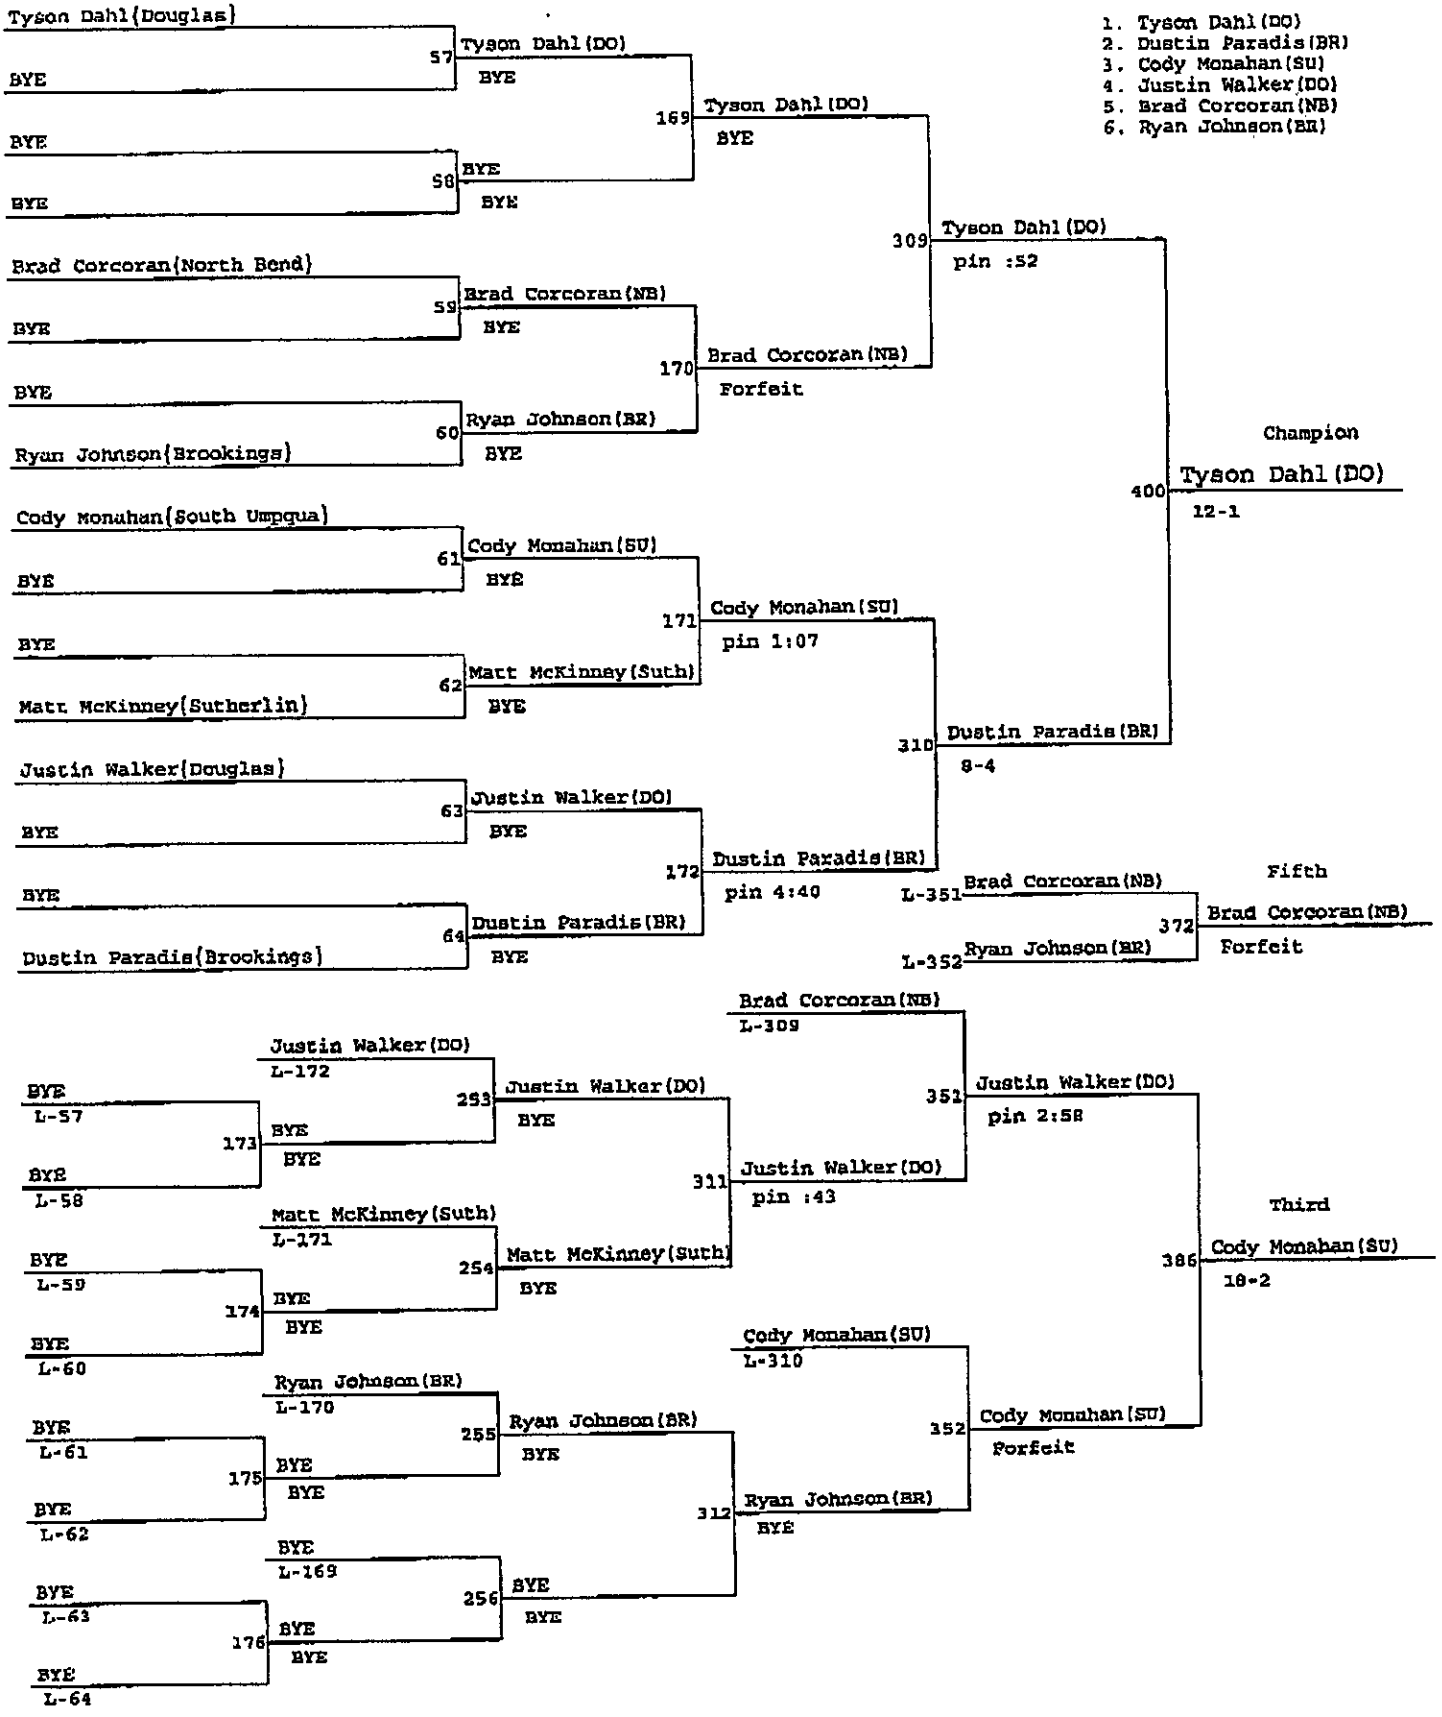 Tyson Dahl(Douglas)
57
Tyson Dahl(DO)
BYE
BYE
169
Tyson Dahl(DO)
BYE
BYE
58
BYE
BYE
BYE
309
Tyson Dahl(DO)
pin :52
Brad Corcoran(North Bend)
59
Brad Corcoran(NB)
BYE
BYE
170
Brad Corcoran(NB)
Forfeit
BYE
60
Ryan Johnson(BR)
BYE
Ryan Johnson(Brookings)
400
Champion
Tyson Dahl(DO)
12-1
Cody Monahan(South Umpqua)
61
Cody Monahan(SU)
BYE
BYE
171
Cody Monahan(SU)
pin 1:07
BYE
62
Matt McKinney(Suth)
BYE
Matt McKinney(Sutherlin)
310
Dustin Paradis(BR)
8-4
Justin Walker(Douglas)
63
Justin Walker(DO)
BYE
BYE
172
Dustin Paradis(BR)
pin 4:40
BYE
64
Dustin Paradis(BR)
BYE
Dustin Paradis(Brookings)
1. Tyson Dahl(DO)
2. Dustin Paradis(BR)
3. Cody Monahan(SU)
4. Justin Walker(DO)
5. Brad Corcoran(NB)
6. Ryan Johnson(BR)
L-351 Brad Corcoran(NB)
372
Fifth
Brad Corcoran(NB)
Forfeit
L-352 Ryan Johnson(BR)
Brad Corcoran(NB)
L-309
Justin Walker(DO)
L-172
253
Justin Walker(DO)
BYE
BYE
L-57
173
BYE
BYE
BYE
L-58
351
Justin Walker(DO)
pin 2:58
311
Justin Walker(DO)
pin :43
Matt McKinney(Suth)
L-171
254
Matt McKinney(Suth)
BYE
BYE
L-59
174
BYE
BYE
BYE
L-60
386
Third
Cody Monahan(SU)
18-2
Cody Monahan(SU)
L-310
Ryan Johnson(BR)
L-170
255
Ryan Johnson(BR)
BYE
BYE
L-61
175
BYE
BYE
BYE
L-62
352
Cody Monahan(SU)
Forfeit
312
Ryan Johnson(BR)
BYE
BYE
L-169
256
BYE
BYE
BYE
L-63
176
BYE
BYE
BYE
L-64